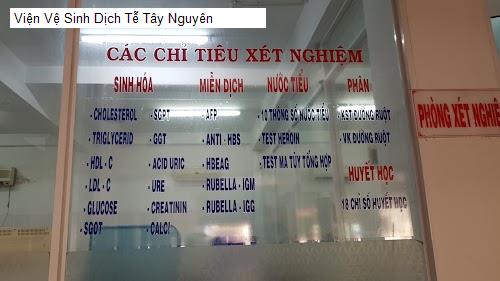 Viện Vệ Sinh Dịch Tễ Tây Nguyên
CÁC CHỈ TIÊU XÉT NGHIỆM
SINH HÓA
- CHOLESTEROL
- TRIGLYCERID
- HDL - C
- LDL - C
- GLUCOSE
- SGOT
- SGPT
- GGT
- ACID URIC
- URE
- CREATININ
- CALCI
MIỄN DỊCH
- AFP
- ANTI - HBS
- HBEAG
- RUBELLA - IGM
- RUBELLA - IGG
NƯỚC TIỂU
- 10 THÔNG SỐ NƯỚC TIỂU
- TEST HEROIN
- TEST MA TÚY TỔNG HỢP
PHÂN
- KST ĐƯỜNG RUỘT
- VK ĐƯỜNG RUỘT
HUYẾT HỌC
- 18 CHỈ SỐ HUYẾT HỌC
PHÒNG XÉT NGHIỆ